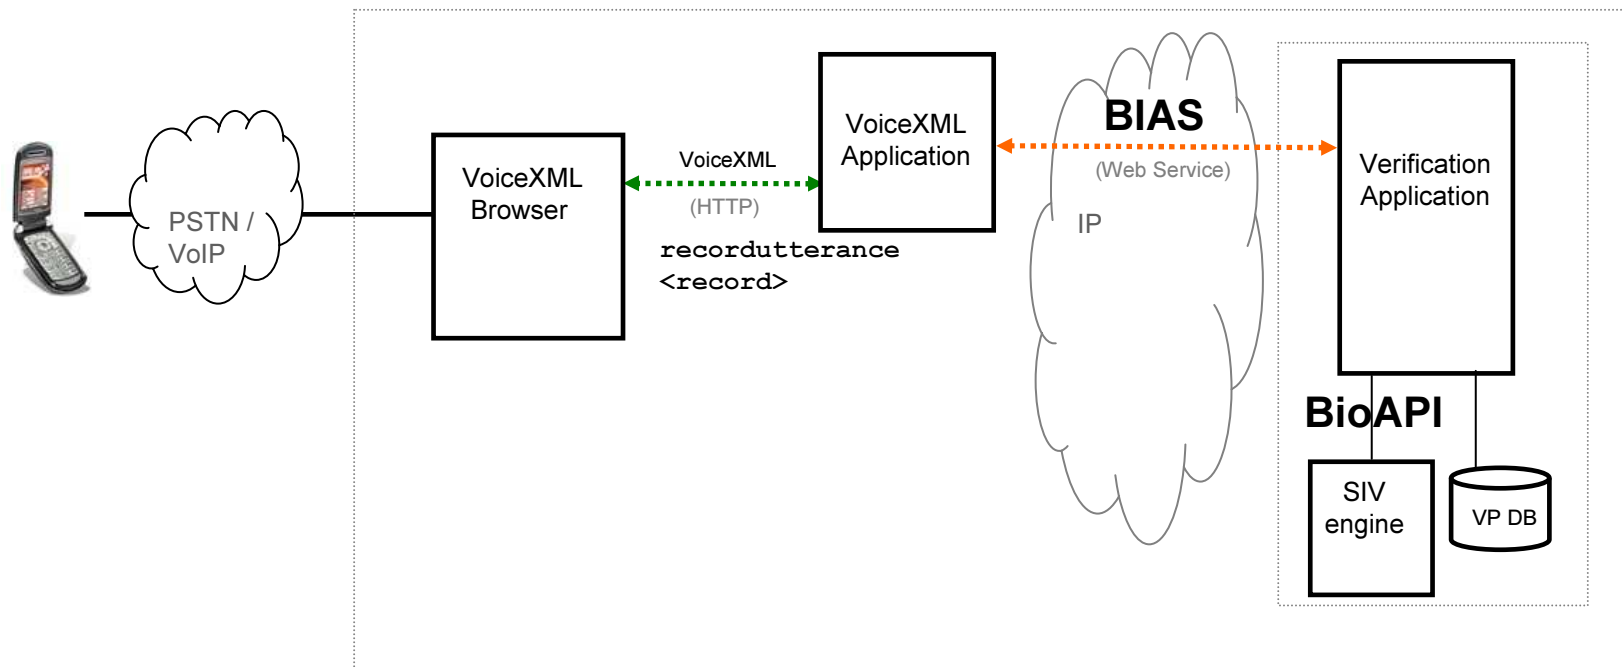 PSTN /
VoIP
VoiceXML
Browser
VoiceXML
(HTTP)
recordutterance
<record>
VoiceXML
Application
BIAS
(Web Service)
IP
Verification
Application
BioAPI
SIV
engine
VP DB